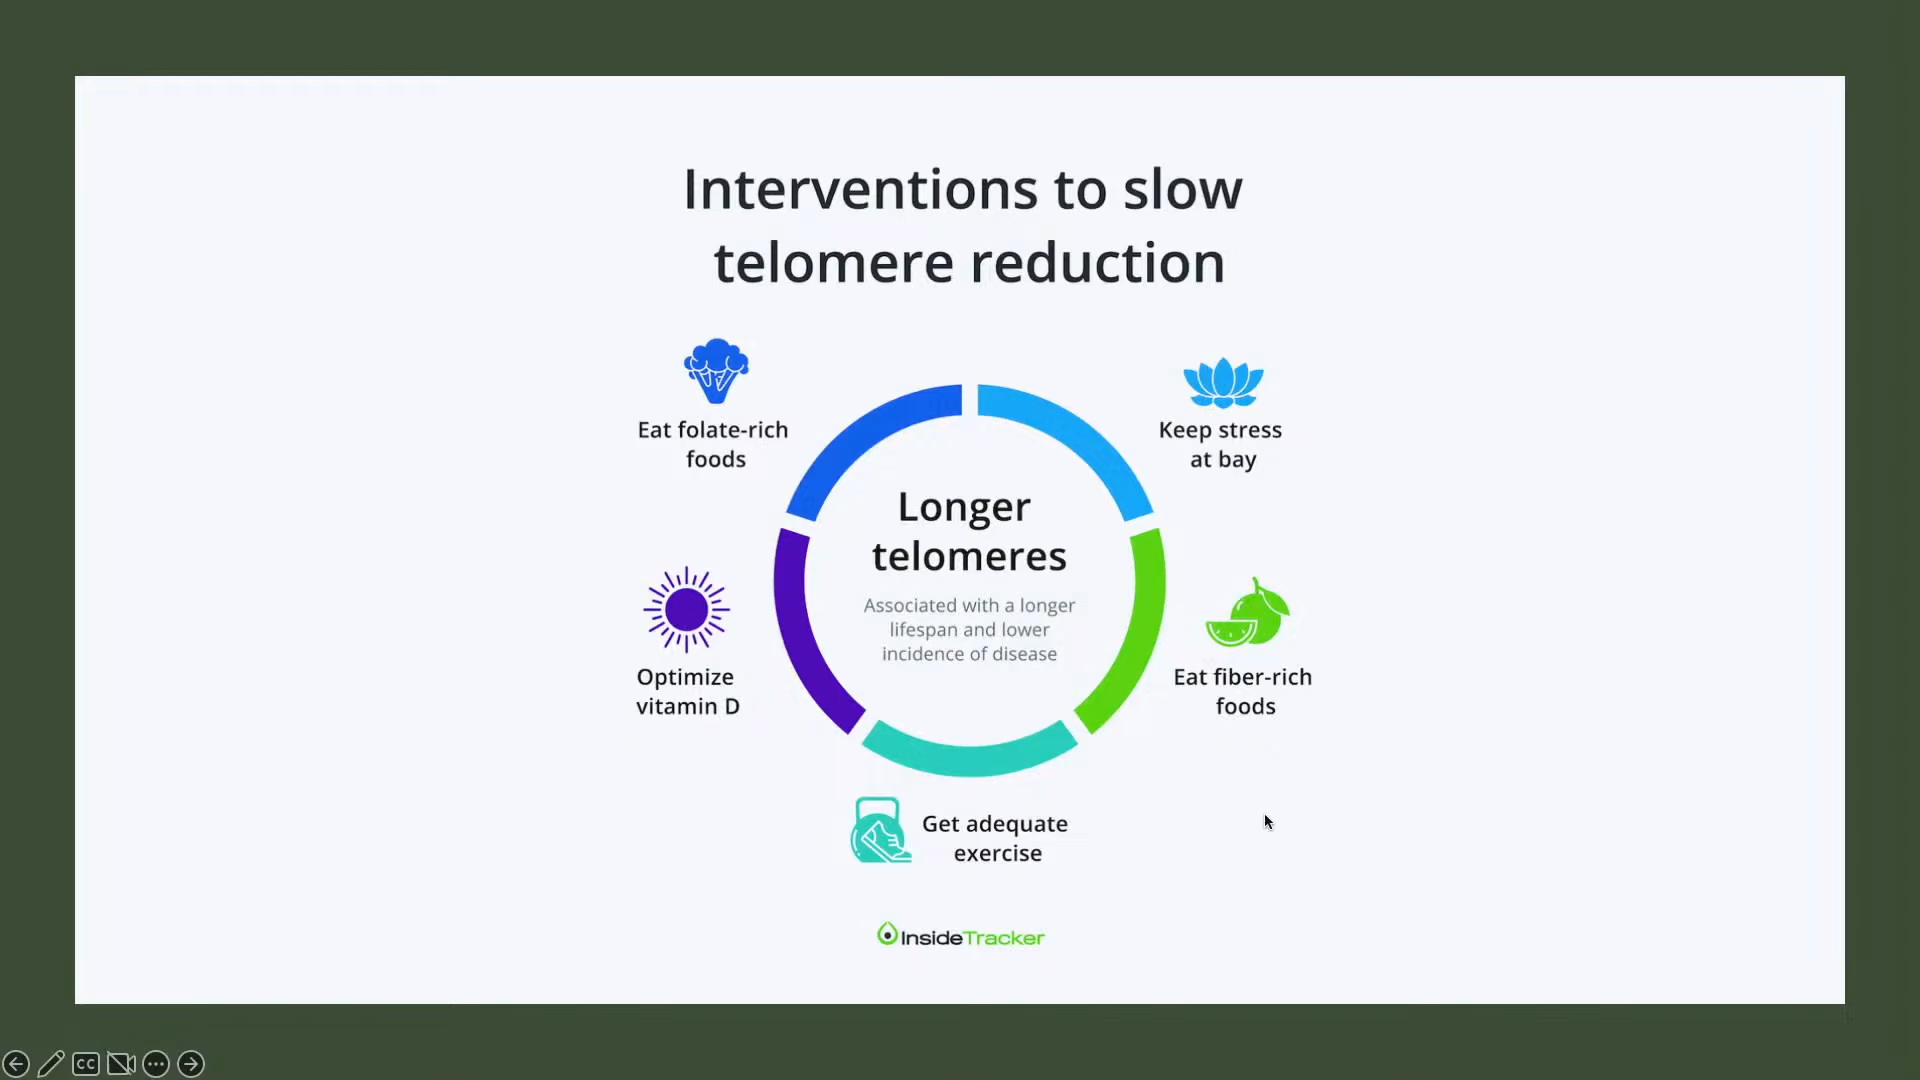 Interventions to slow
telomere reduction
Eat folate-rich
foods
Keep stress
at bay
Longer
telomeres
Associated with a longer
lifespan and lower
incidence of disease
Optimize
vitamin D
Eat fiber-rich
foods
Get adequate
exercise
InsideTracker
CC